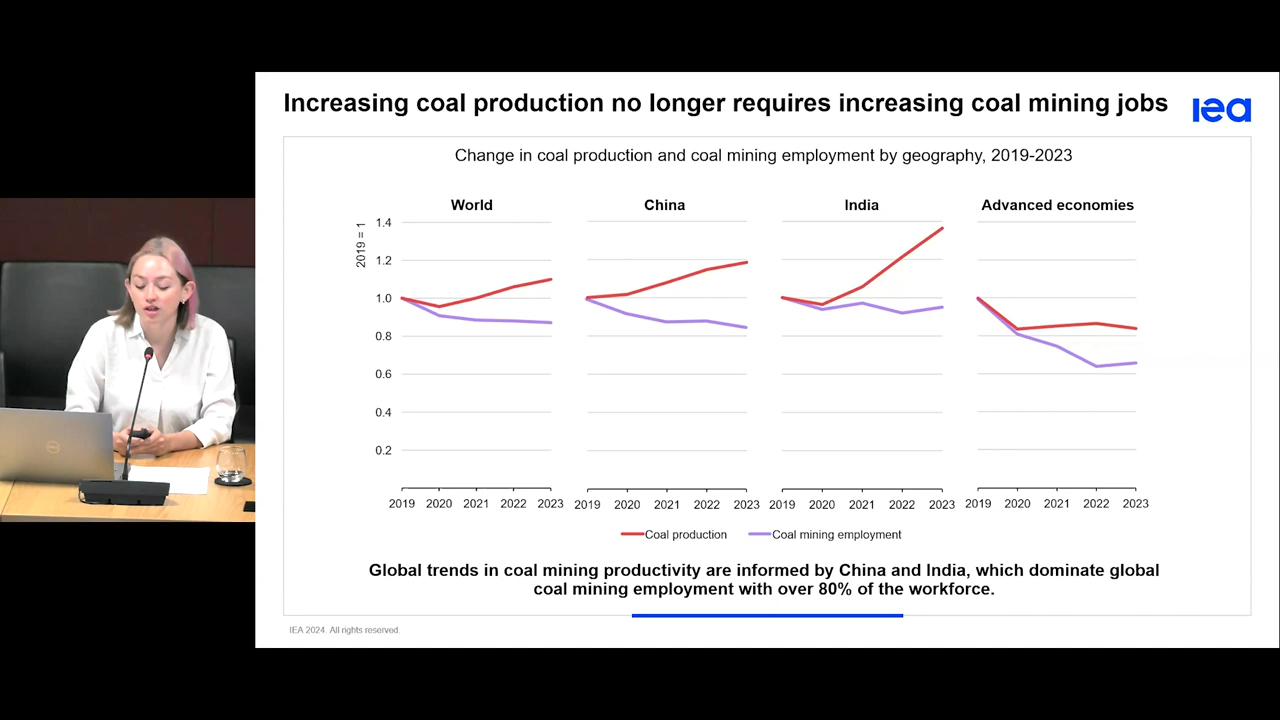 Increasing coal production no longer requires increasing coal mining jobs
iea
Change in coal production and coal mining employment by geography, 2019-2023
World
China
India
Advanced economies
2019 = 1
1.4
1.2
1.0
0.8
0.6
0.4
0.2
2019 2020 2021 2022 2023
2019 2020 2021 2022 2023
2019 2020 2021 2022 2023
2019 2020 2021 2022 2023
Coal production
Coal mining employment
Global trends in coal mining productivity are informed by China and India, which dominate global
coal mining employment with over 80% of the workforce.
IEA 2024. All rights reserved.